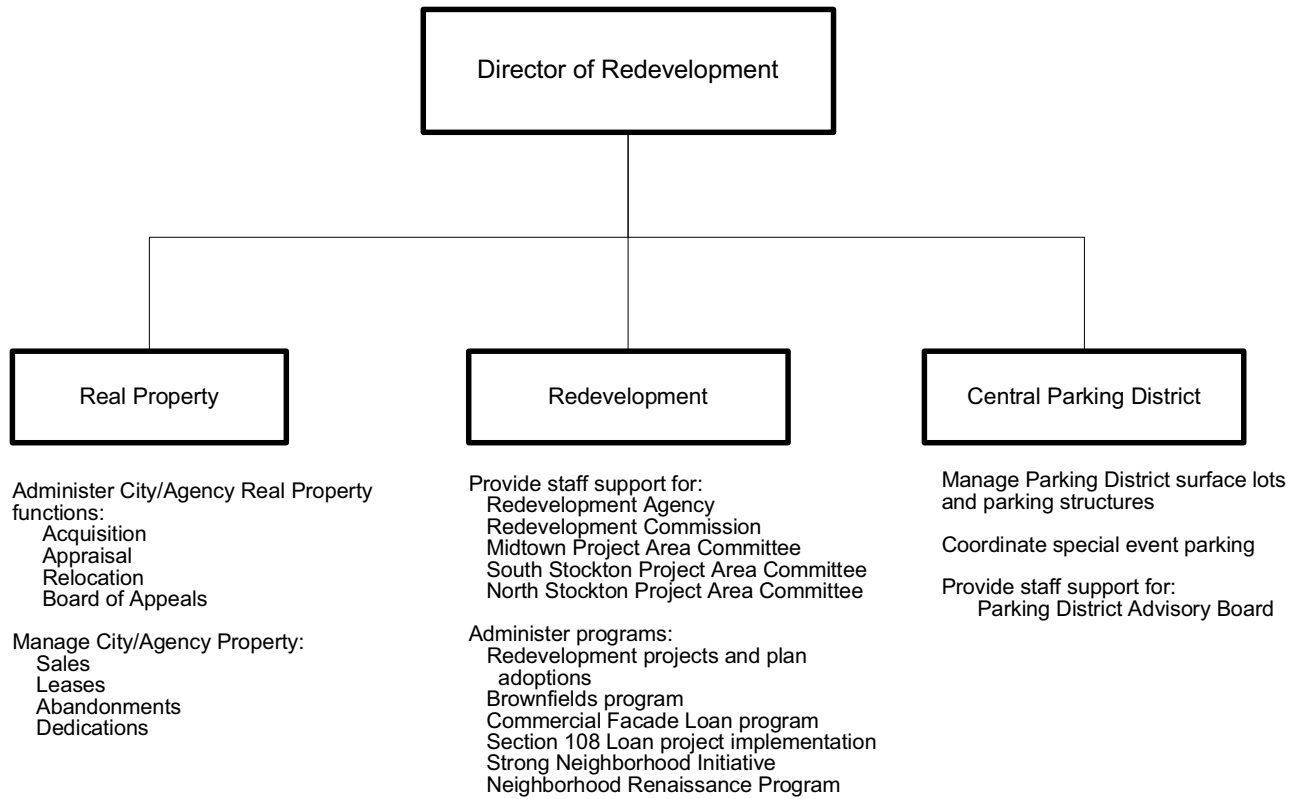 Director of Redevelopment
Real Property
Administer City/Agency Real Property
functions:
Acquisition
Appraisal
Relocation
Board of Appeals
Manage City/Agency Property:
Sales
Leases
Abandonments
Dedications
Redevelopment
Provide staff support for:
Redevelopment Agency
Redevelopment Commission
Midtown Project Area Committee
South Stockton Project Area Committee
North Stockton Project Area Committee
Administer programs:
Redevelopment projects and plan
adoptions
Brownfields program
Commercial Facade Loan program
Section 108 Loan project implementation
Strong Neighborhood Initiative
Neighborhood Renaissance Program
Central Parking District
Manage Parking District surface lots
and parking structures
Coordinate special event parking
Provide staff support for:
Parking District Advisory Board